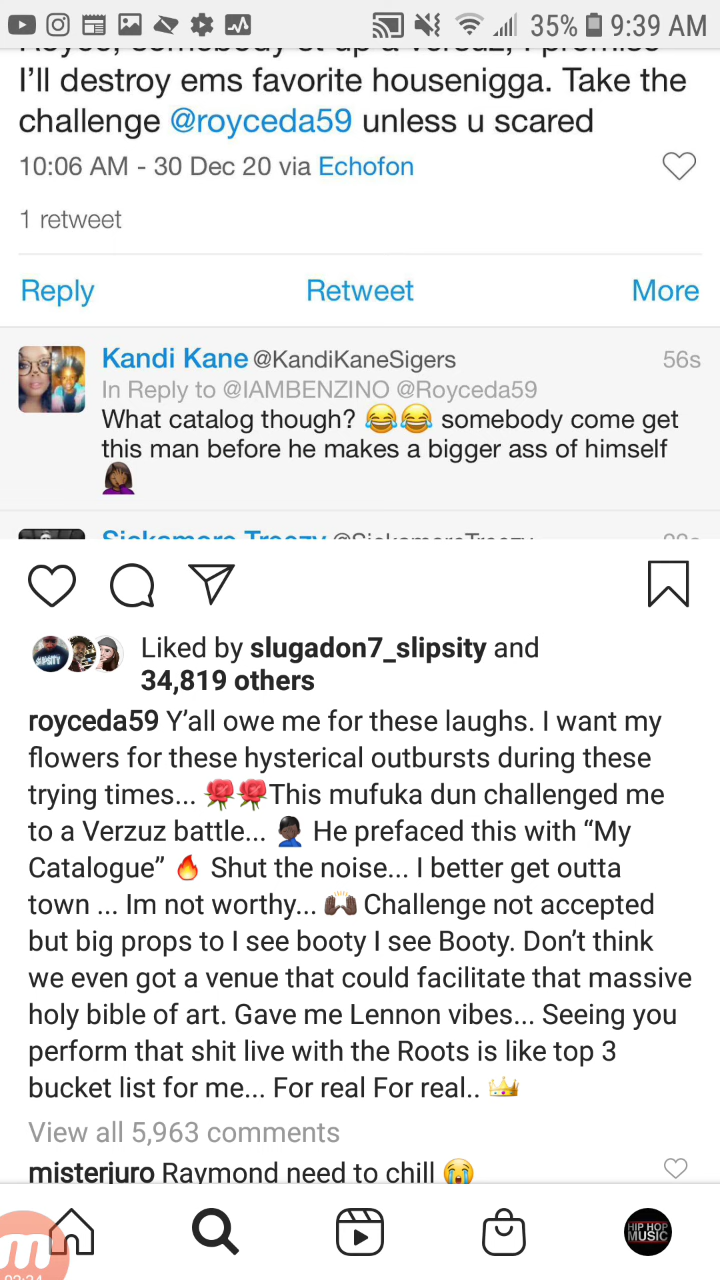 35% 9:39 AM
I'll destroy ems favorite housenigga. Take the
challenge @royceda59 unless u scared
10:06 AM - 30 Dec 20 via Echofon
1 retweet
Reply Retweet More
Kandi Kane @KandiKaneSigers 56s
In Reply to @IAMBENZINO @Royceda59
What catalog though? 😂😂 somebody come get
this man before he makes a bigger ass of himself
🤦🏾‍♀️
Liked by slugadon7_slipsity and
34,819 others
royceda59 Y'all owe me for these laughs. I want my
flowers for these hysterical outbursts during these
trying times... 🌹🌹This mufuka dun challenged me
to a Verzuz battle... 🤦🏿‍♂️ He prefaced this with “My
Catalogue” 🔥 Shut the noise... I better get outta
town ... Im not worthy... 🙌🏿 Challenge not accepted
but big props to I see booty I see Booty. Don't think
we even got a venue that could facilitate that massive
holy bible of art. Gave me Lennon vibes... Seeing you
perform that shit live with the Roots is like top 3
bucket list for me... For real For real.. 👑
View all 5,963 comments
misterjuro Raymond need to chill 😭
HIP HOP
MUSIC